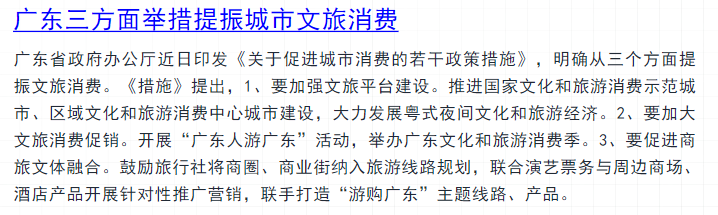 广东三方面举措提振城市文旅消费
广东省政府办公厅近日印发《关于促进城市消费的若干政策措施》，明确从三个方面提
振文旅消费。《措施》提出，1、要加强文旅平台建设。推进国家文化和旅游消费示范城
市、区域文化和旅游消费中心城市建设，大力发展粤式夜间文化和旅游经济。2、要加大
文旅消费促销。开展“广东人游广东”活动，举办广东文化和旅游消费季。3、要促进商
旅文体融合。鼓励旅行社将商圈、商业街纳入旅游线路规划，联合演艺票务与周边商场、
酒店产品开展针对性推广营销，联手打造“游购广东”主题线路、产品。